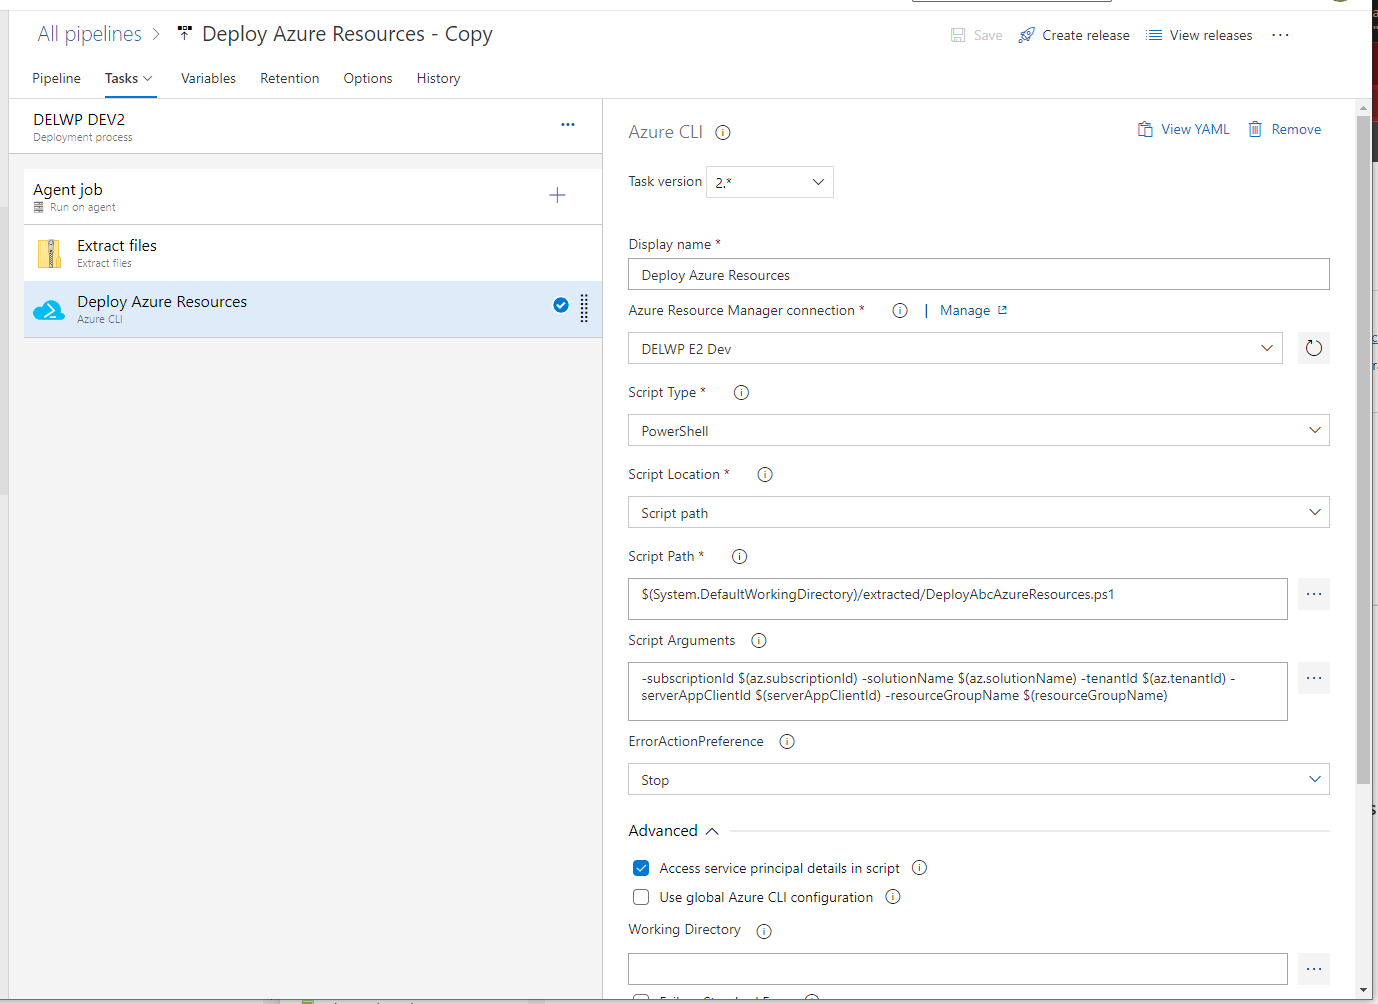 All pipelines > Deploy Azure Resources - Copy
Save Create release View releases ...
Pipeline Tasks Variables Retention Options History
DELWP DEV2
Deployment process
Agent job
Run on agent
Extract files
Extract files
Deploy Azure Resources
Azure CLI
Azure CLI
View YAML Remove
Task version 2.*
Display name *
Deploy Azure Resources
Azure Resource Manager connection * | Manage
DELWP E2 Dev
Script Type *
PowerShell
Script Location *
Script path
Script Path *
$(System.DefaultWorkingDirectory)/extracted/DeployAbcAzureResources.ps1
Script Arguments
-subscriptionId $(az.subscriptionId) -solutionName $(az.solutionName) -tenantId $(az.tenantId) -
serverAppClientId $(serverAppClientId) -resourceGroupName $(resourceGroupName)
ErrorActionPreference
Stop
Advanced
Access service principal details in script
Use global Azure CLI configuration
Working Directory